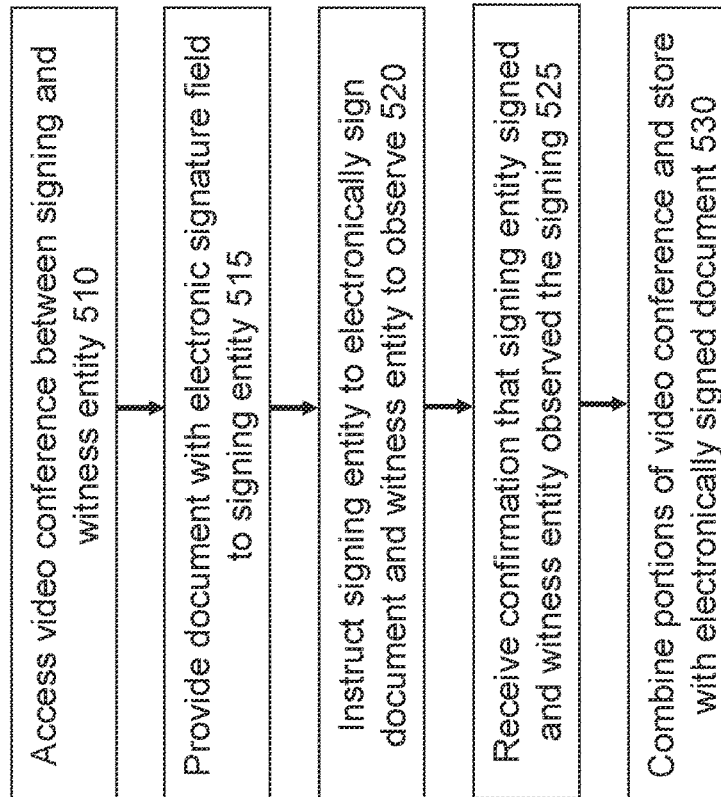 Access video conference between signing and
witness entity 510
Provide document with electronic signature field
to signing entity 515
Instruct signing entity to electronically sign
document and witness entity to observe 520
Receive confirmation that signing entity signed
and witness entity observed the signing 525
Combine portions of video conference and store
with electronically signed document 530